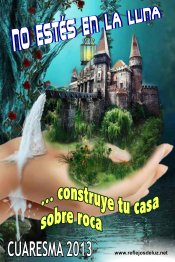 NO ESTÉS EN LA LUNA
... construye tu casa
sobre roca
CUARESMA 2013
www.reflejosdeluz.net